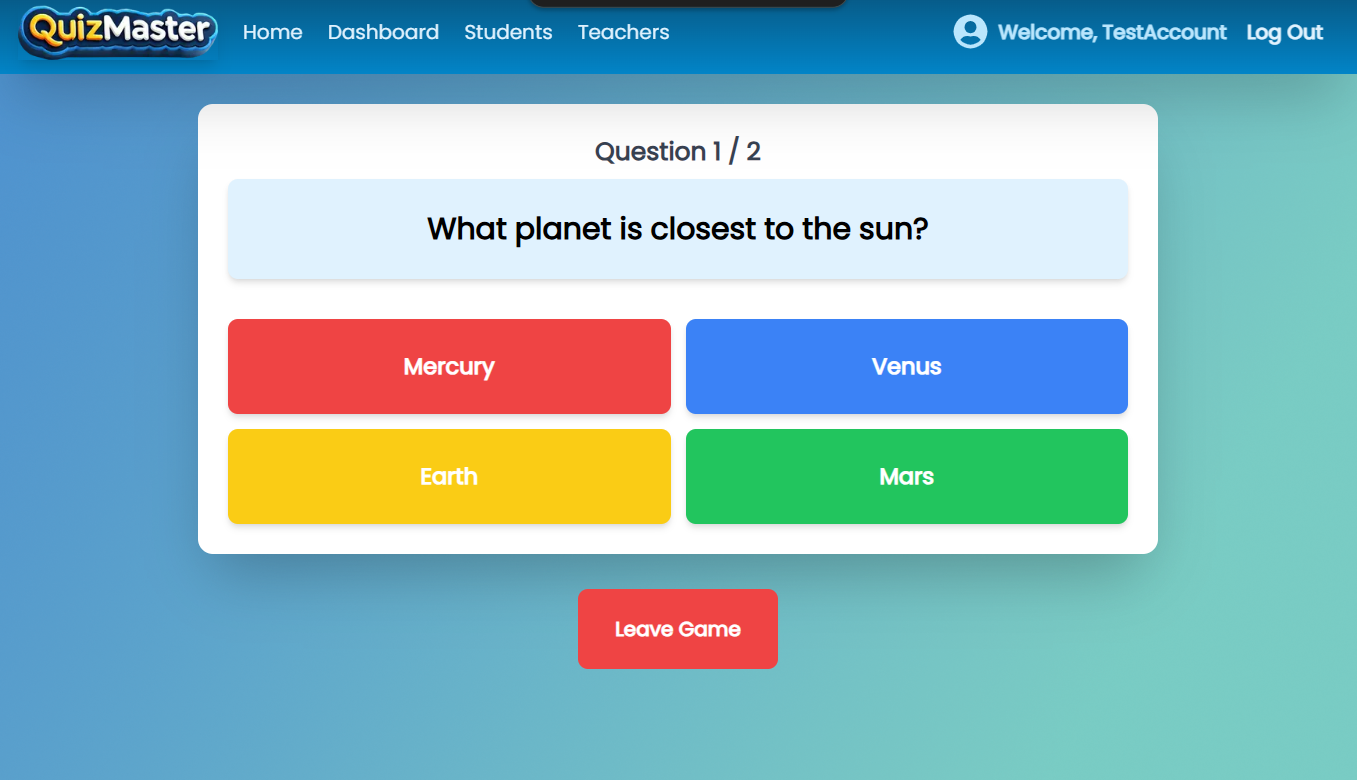 QuizMaster Home Dashboard Students Teachers Welcome, TestAccount Log Out
Question 1 / 2
What planet is closest to the sun?
Mercury Venus
Earth Mars
Leave Game